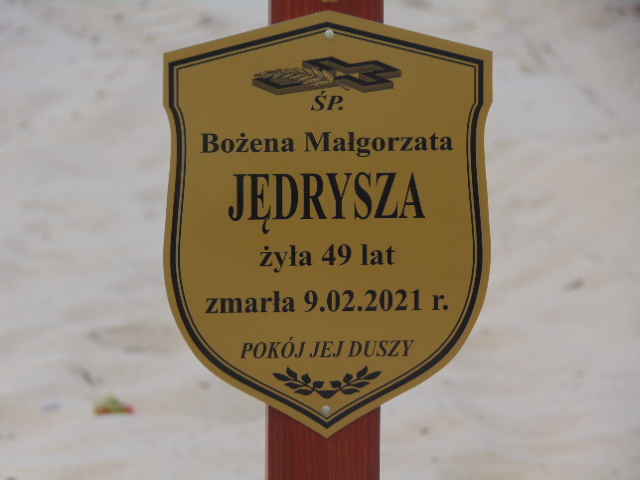 ŚP.
Bożena Małgorzata
JĘDRYSZA
żyła 49 lat
zmarła 9.02.2021 r.
POKÓJ JEJ DUSZY